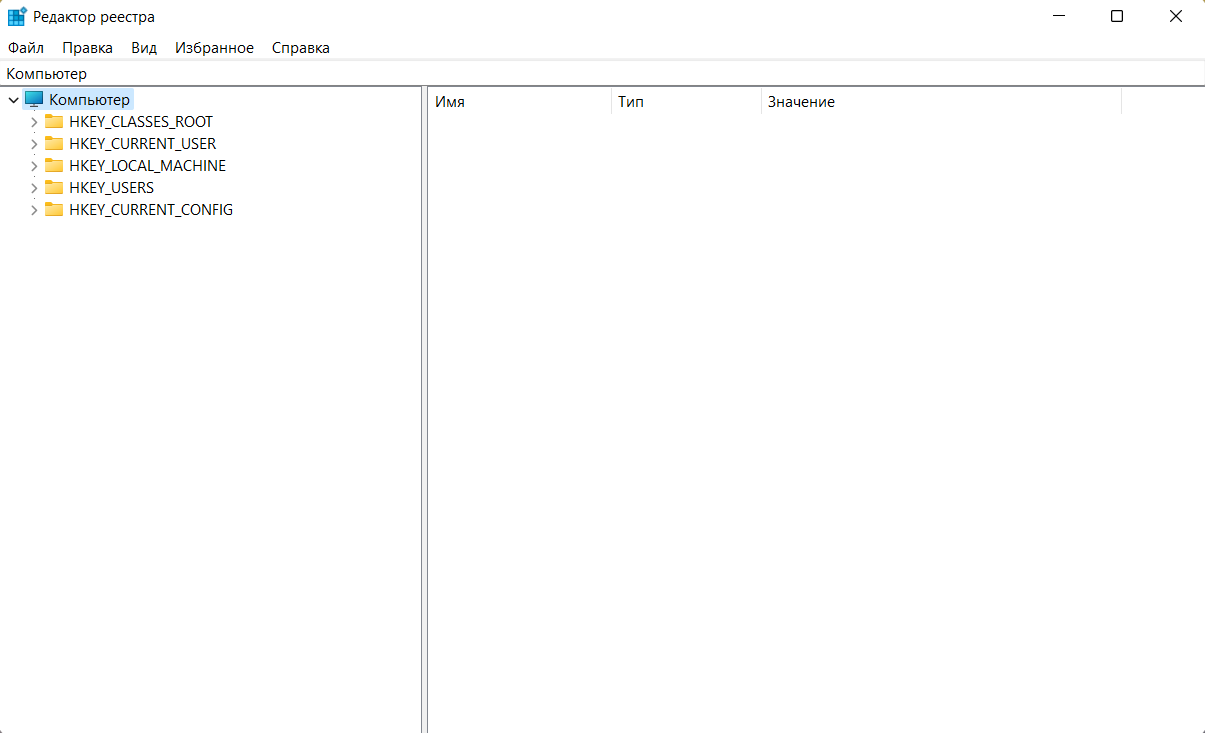 Редактор реестра
Файл Правка Вид Избранное Справка
Компьютер
Компьютер
HKEY_CLASSES_ROOT
HKEY_CURRENT_USER
HKEY_LOCAL_MACHINE
HKEY_USERS
HKEY_CURRENT_CONFIG
Имя Тип Значение